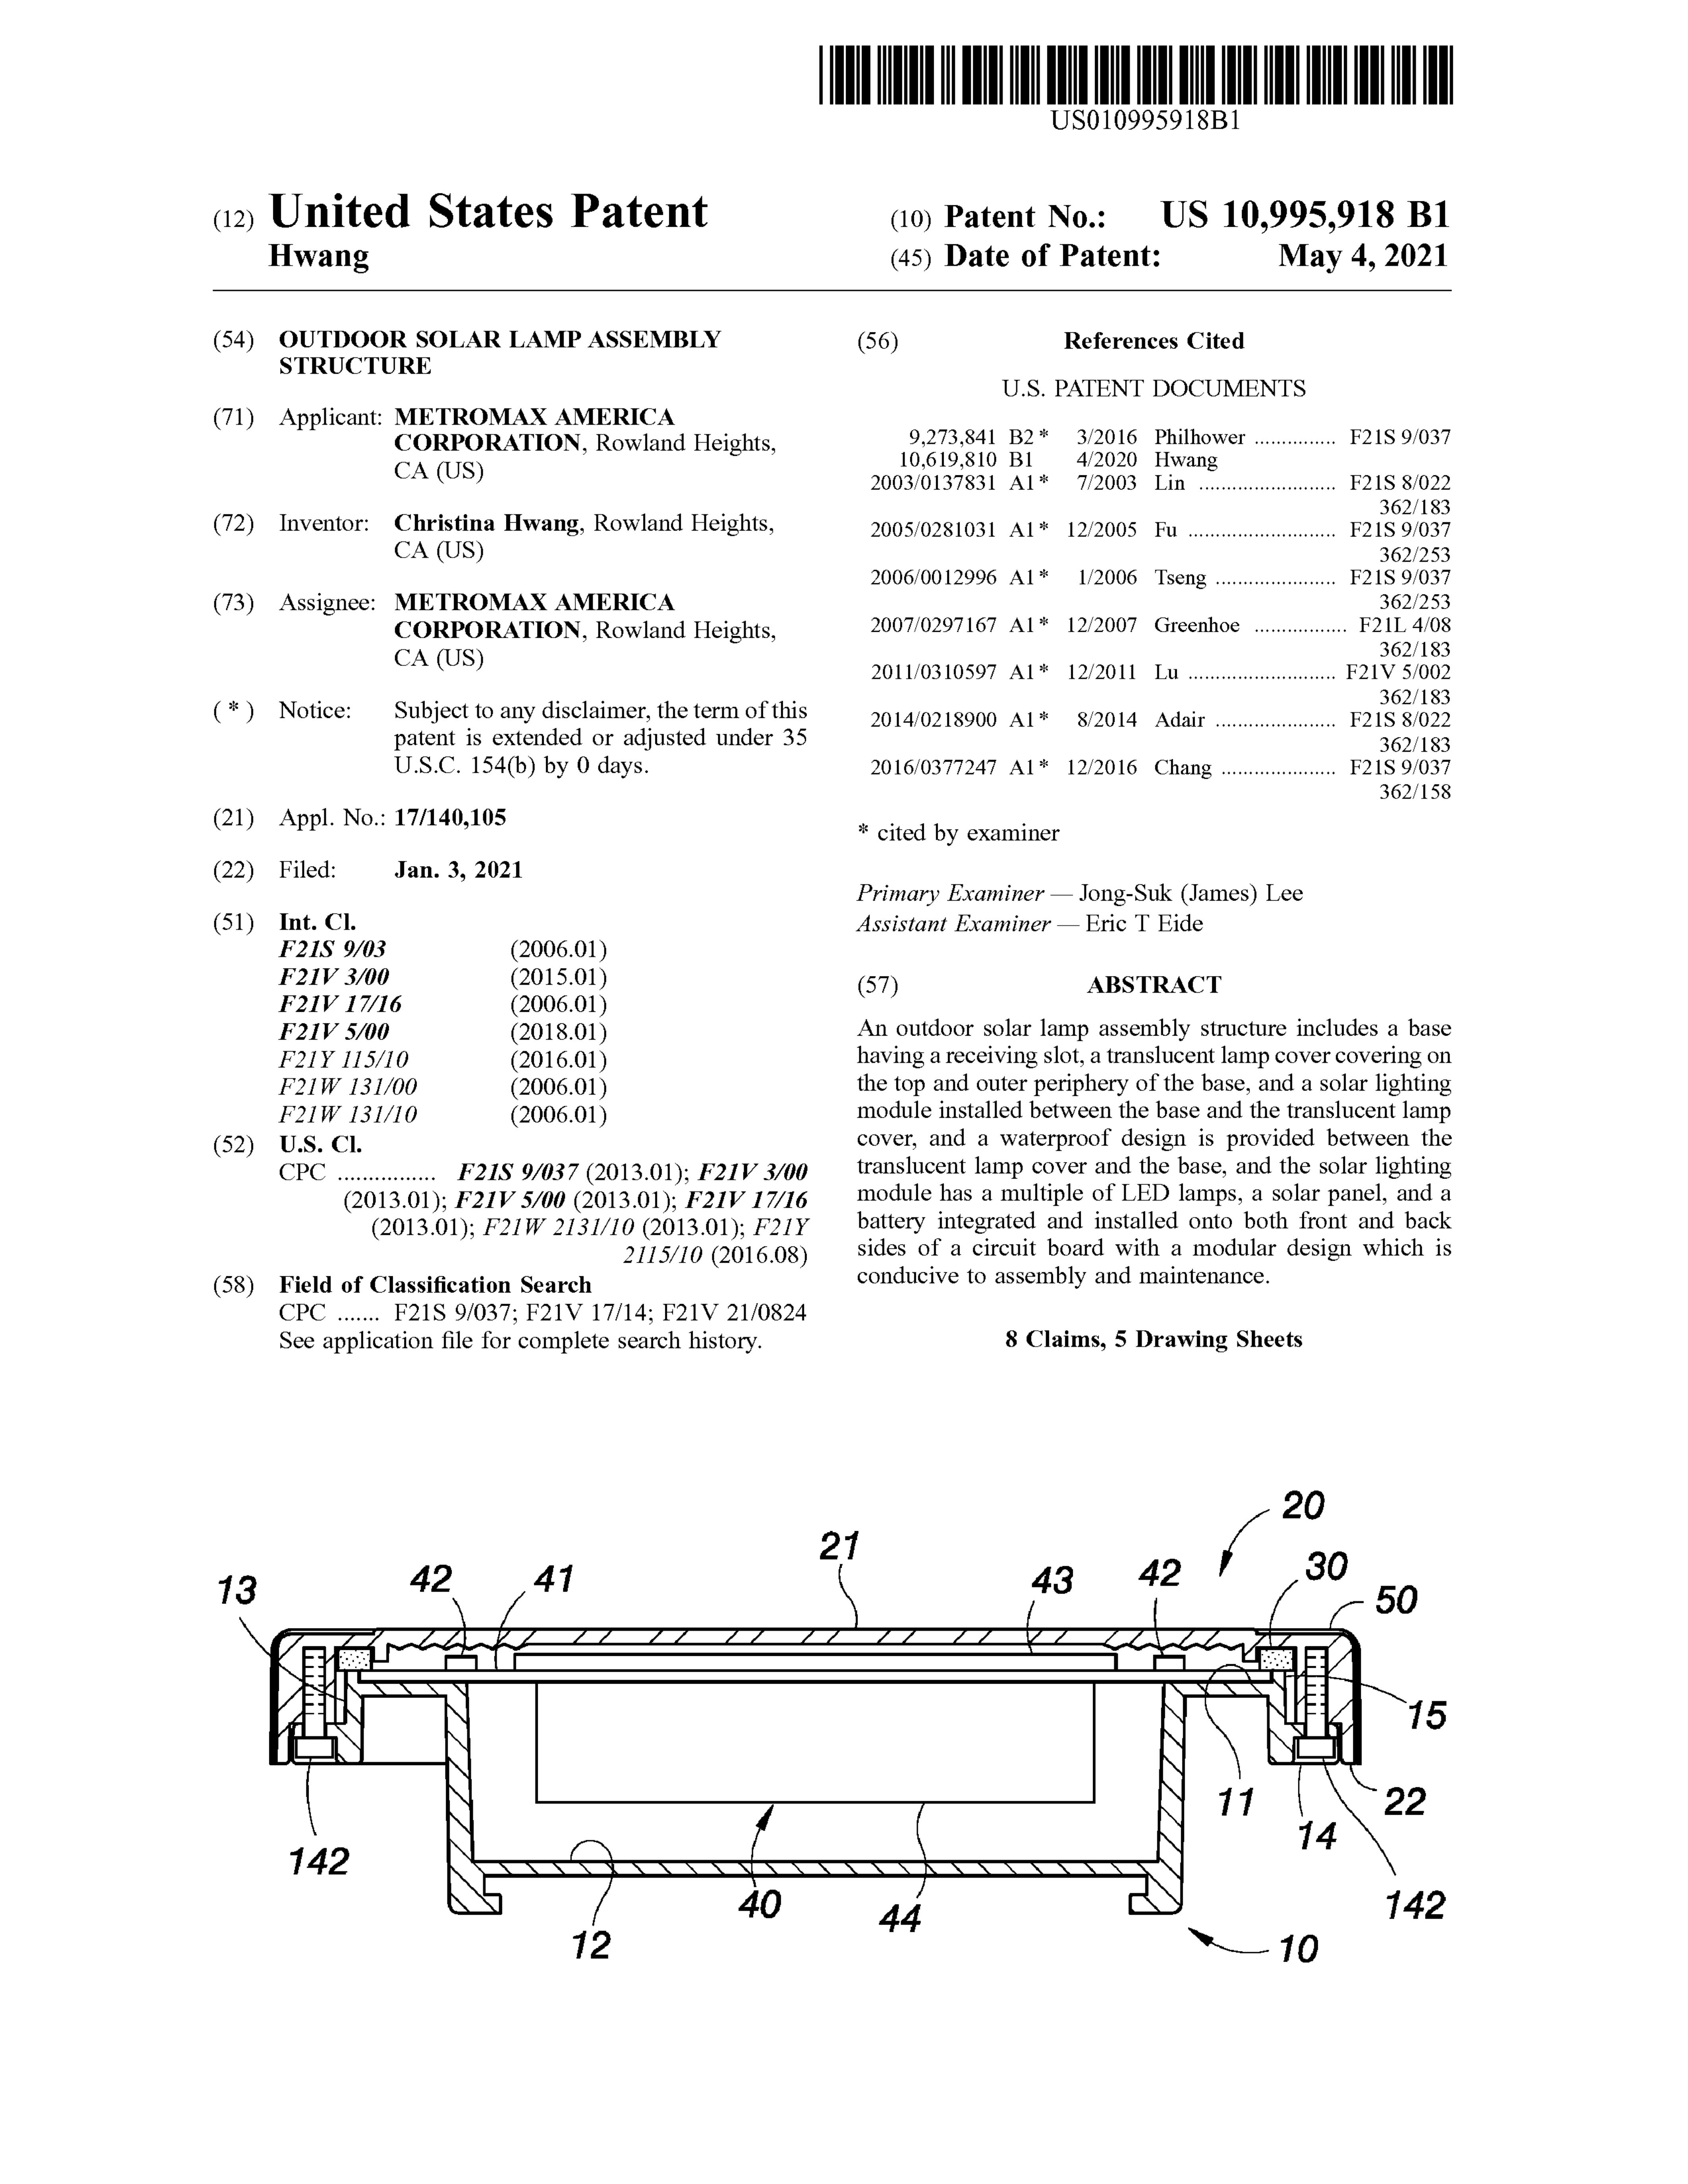 US010995918B1
(12) United States Patent
Hwang
(10) Patent No.: US 10,995,918 B1
(45) Date of Patent: May 4, 2021
(54) OUTDOOR SOLAR LAMP ASSEMBLY
STRUCTURE
(71) Applicant: METROMAX AMERICA
CORPORATION, Rowland Heights,
CA (US)
(72) Inventor: Christina Hwang, Rowland Heights,
CA (US)
(73) Assignee: METROMAX AMERICA
CORPORATION, Rowland Heights,
CA (US)
( * ) Notice: Subject to any disclaimer, the term of this
patent is extended or adjusted under 35
U.S.C. 154(b) by 0 days.
(21) Appl. No.: 17/140,105
(22) Filed: Jan. 3, 2021
(51) Int. Cl.
F21S 9/03 (2006.01)
F21V 3/00 (2015.01)
F21V 17/16 (2006.01)
F21V 5/00 (2018.01)
F21Y 115/10 (2016.01)
F21W 131/00 (2006.01)
F21W 131/10 (2006.01)
(52) U.S. Cl.
CPC ............... F21S 9/037 (2013.01); F21V 3/00
(2013.01); F21V 5/00 (2013.01); F21V 17/16
(2013.01); F21W 2131/10 (2013.01); F21Y
2115/10 (2016.08)
(58) Field of Classification Search
CPC ....... F21S 9/037; F21V 17/14; F21V 21/0824
See application file for complete search history.
(56) References Cited
U.S. PATENT DOCUMENTS
9,273,841 B2 * 3/2016 Philhower ............... F21S 9/037
10,619,810 B1 4/2020 Hwang
2003/0137831 A1 * 7/2003 Lin ......................... F21S 8/022
362/183
2005/0281031 A1 * 12/2005 Fu ........................... F21S 9/037
362/253
2006/0012996 A1 * 1/2006 Tseng ...................... F21S 9/037
362/253
2007/0297167 A1 * 12/2007 Greenhoe ................. F21L 4/08
362/183
2011/0310597 A1 * 12/2011 Lu ........................... F21V 5/002
362/183
2014/0218900 A1 * 8/2014 Adair ...................... F21S 8/022
362/183
2016/0377247 A1 * 12/2016 Chang ..................... F21S 9/037
362/158
* cited by examiner
Primary Examiner — Jong-Suk (James) Lee
Assistant Examiner — Eric T Eide
(57) ABSTRACT
An outdoor solar lamp assembly structure includes a base
having a receiving slot, a translucent lamp cover covering on
the top and outer periphery of the base, and a solar lighting
module installed between the base and the translucent lamp
cover, and a waterproof design is provided between the
translucent lamp cover and the base, and the solar lighting
module has a multiple of LED lamps, a solar panel, and a
battery integrated and installed onto both front and back
sides of a circuit board with a modular design which is
conducive to assembly and maintenance.
8 Claims, 5 Drawing Sheets
20
21
13 42 41 43 42 30
50
15
11 22
14
142
142
40 44
12
10